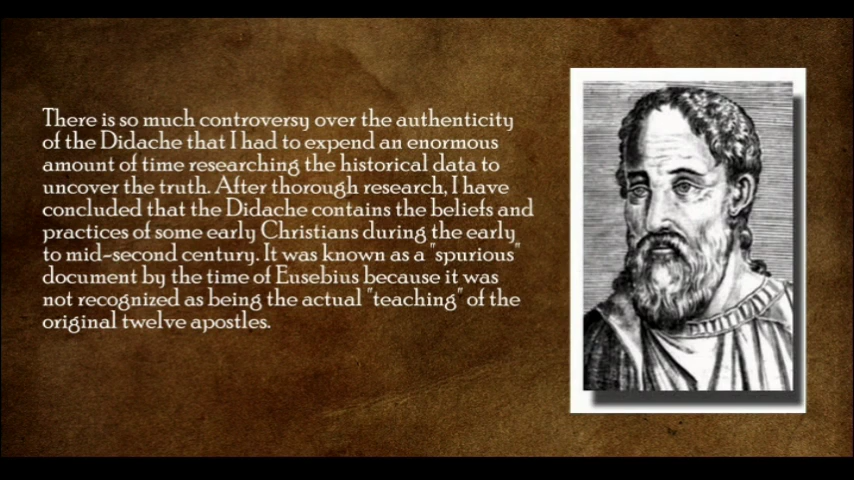 There is so much controversy over the authenticity
of the Didache that I had to expend an enormous
amount of time researching the historical data to
uncover the truth. After thorough research, I have
concluded that the Didache contains the beliefs and
practices of some early Christians during the early
to mid-second century. It was known as a "spurious"
document by the time of Eusebius because it was
not recognized as being the actual "teaching" of the
original twelve apostles.